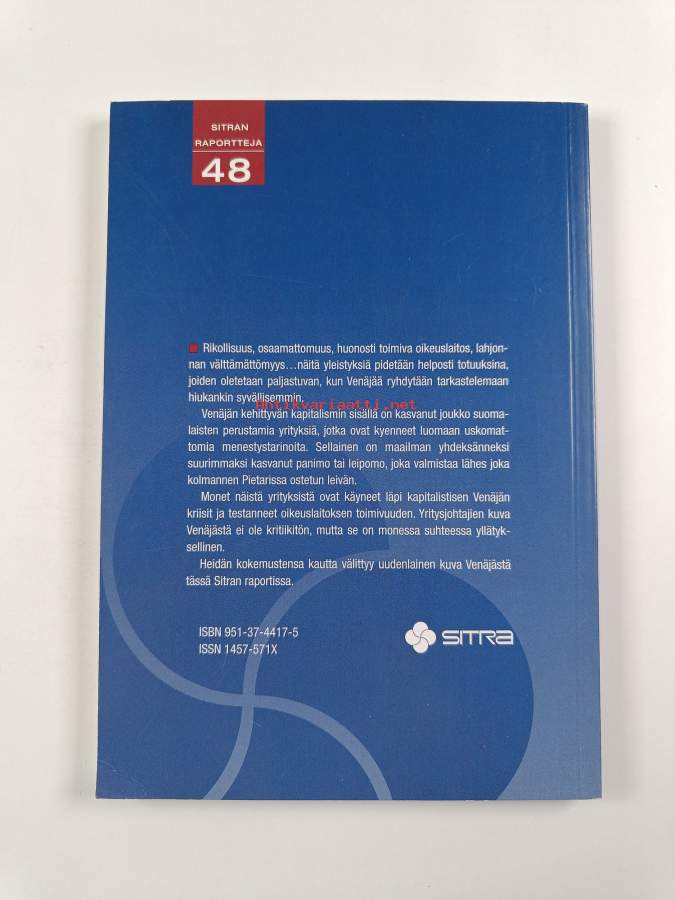 SITRAN
RAPORTTEJA
48
Rikollisuus, osaamattomuus, huonosti toimiva oikeuslaitos, lahjon-
nan välttämättömyys...näitä yleistyksiä pidetään helposti totuuksina,
joiden oletetaan paljastuvan, kun Venäjää ryhdytään tarkastelemaan
hiukankin syvällisemmin.
Antikvariaatti.net
Venäjän kehittyvän kapitalismin sisällä on kasvanut joukko suoma-
laisten perustamia yrityksiä, jotka ovat kyenneet luomaan uskomat-
tomia menestystarinoita. Sellainen on maailman yhdeksänneksi
suurimmaksi kasvanut panimo tai leipomo, joka valmistaa lähes joka
kolmannen Pietarissa ostetun leivän.
Monet näistä yrityksistä ovat käyneet läpi kapitalistisen Venäjän
kriisit ja testanneet oikeuslaitoksen toimivuuden. Yritysjohtajien kuva
Venäjästä ei ole kritiikitön, mutta se on monessa suhteessa yllätyk-
sellinen.
Heidän kokemustensa kautta välittyy uudenlainen kuva Venäjästä
tässä Sitran raportissa.
ISBN 951-37-4417-5
ISSN 1457-571X
SITRA